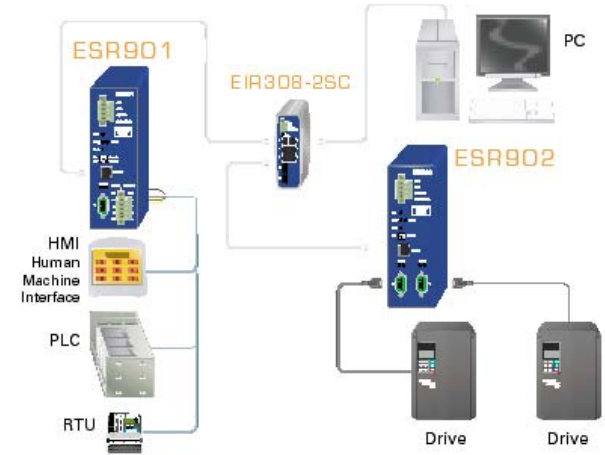 ESR901
EIR308-2SC
PC
ESR902
HMI
Human
Machine
Interface
PLC
RTU
Drive
Drive